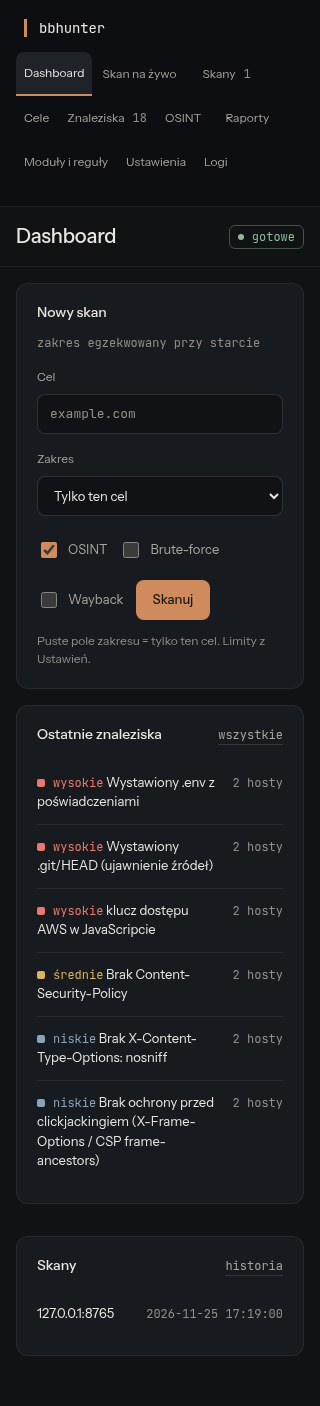 bbhunter
Dashboard Skan na żywo Skany 1
Cele Znaleziska 18 OSINT Raporty
Moduły i reguły Ustawienia Logi
Dashboard gotowe
Nowy skan
zakres egzekwowany przy starcie
Cel
example.com
Zakres
Tylko ten cel
OSINT Brute-force
Wayback Skanuj
Puste pole zakresu = tylko ten cel. Limity z
Ustawień.
Ostatnie znaleziska wszystkie
wysokie Wystawiony .env z 2 hosty
poświadczeniami
wysokie Wystawiony 2 hosty
.git/HEAD (ujawnienie źródeł)
wysokie klucz dostępu 2 hosty
AWS w JavaScripcie
średnie Brak Content- 2 hosty
Security-Policy
niskie Brak X-Content- 2 hosty
Type-Options: nosniff
niskie Brak ochrony przed 2 hosty
clickjackingiem (X-Frame-
Options / CSP frame-
ancestors)
Skany historia
127.0.0.1:8765 2026-11-25 17:19:00